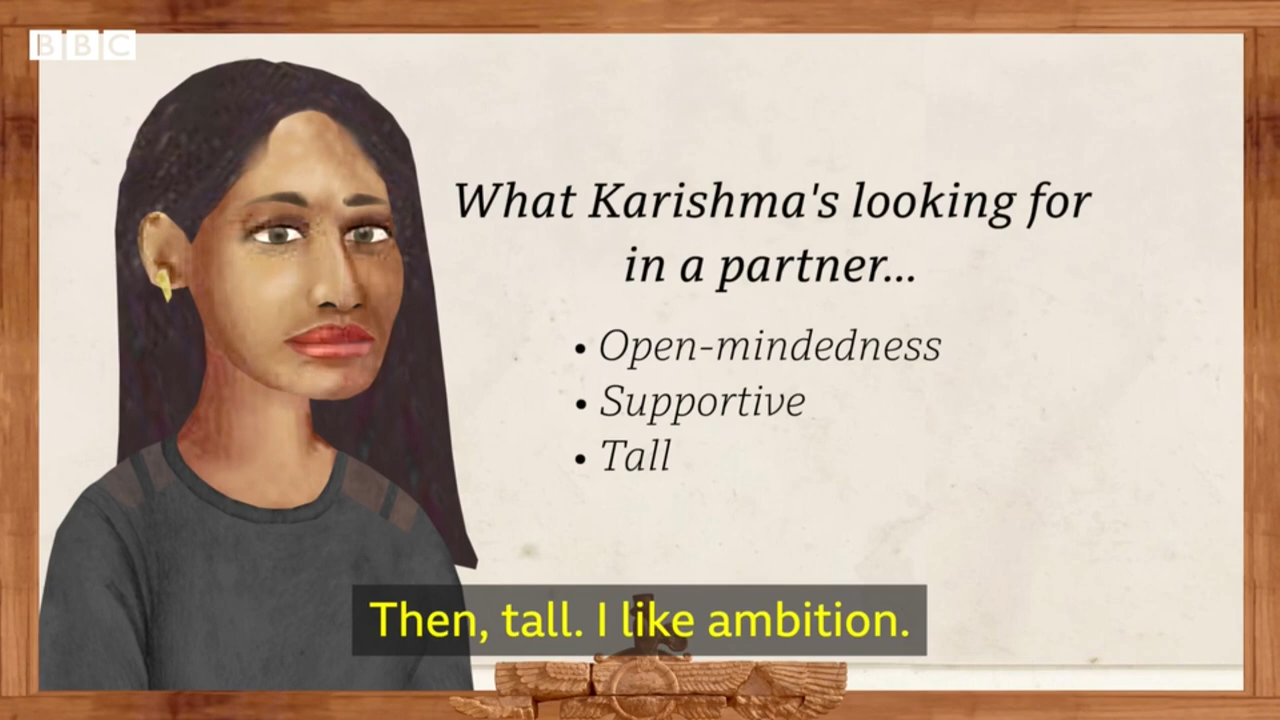 BBC
What Karishma's looking for
in a partner...
• Open-mindedness
• Supportive
• Tall
Then, tall. I like ambition.